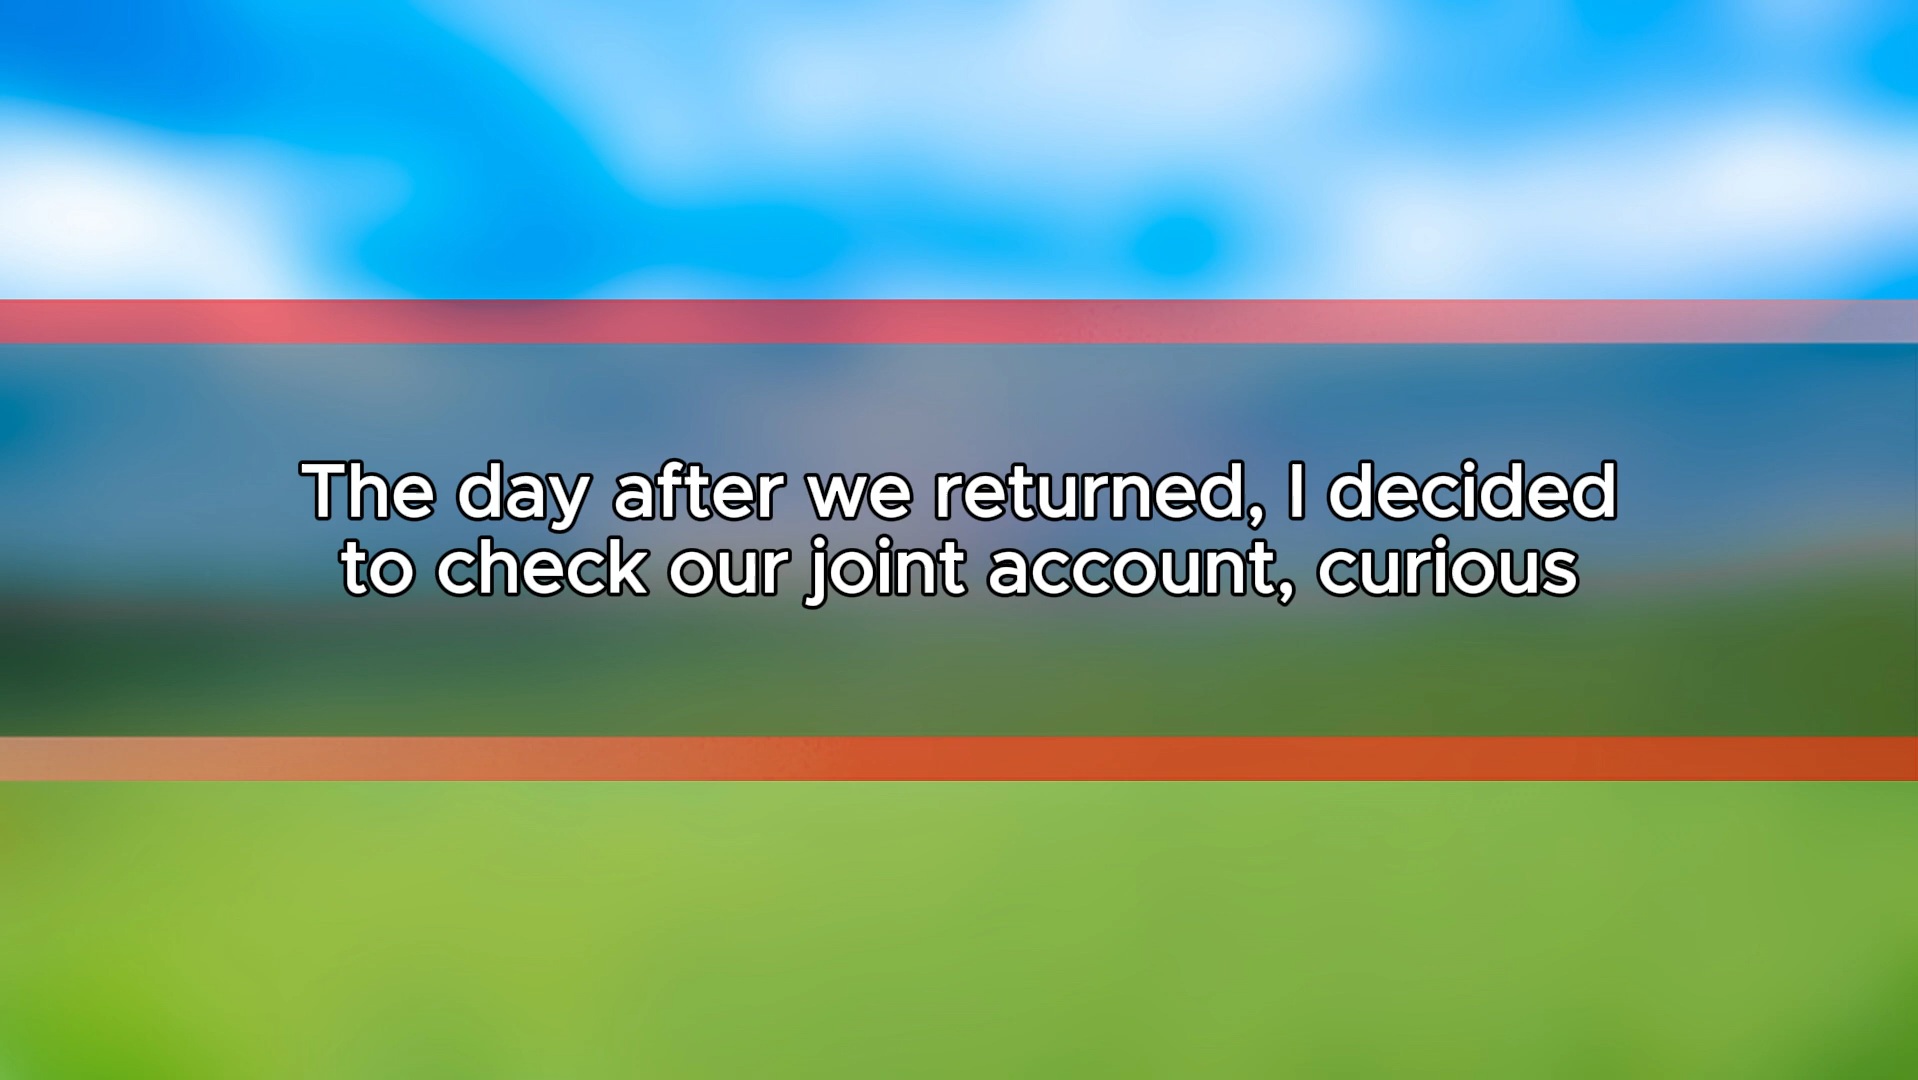 The day after we returned, I decided
to check our joint account, curious